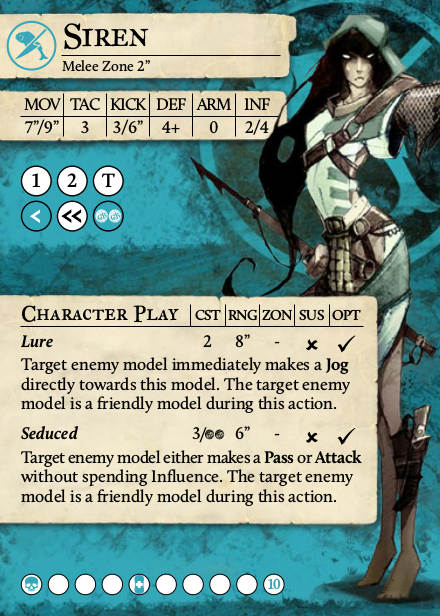 Siren
Melee Zone 2”
MOV TAC KICK DEF ARM INF
7”/9” 3 3/6” 4+ 0 2/4
1 2 T
< <<
Character Play CST RNG ZON SUS OPT
Lure 2 8” - ✗ ✓
Target enemy model immediately makes a Jog
directly towards this model. The target enemy
model is a friendly model during this action.
Seduced 3/ 6” - ✗ ✓
Target enemy model either makes a Pass or Attack
without spending Influence. The target enemy
model is a friendly model during this action.
10